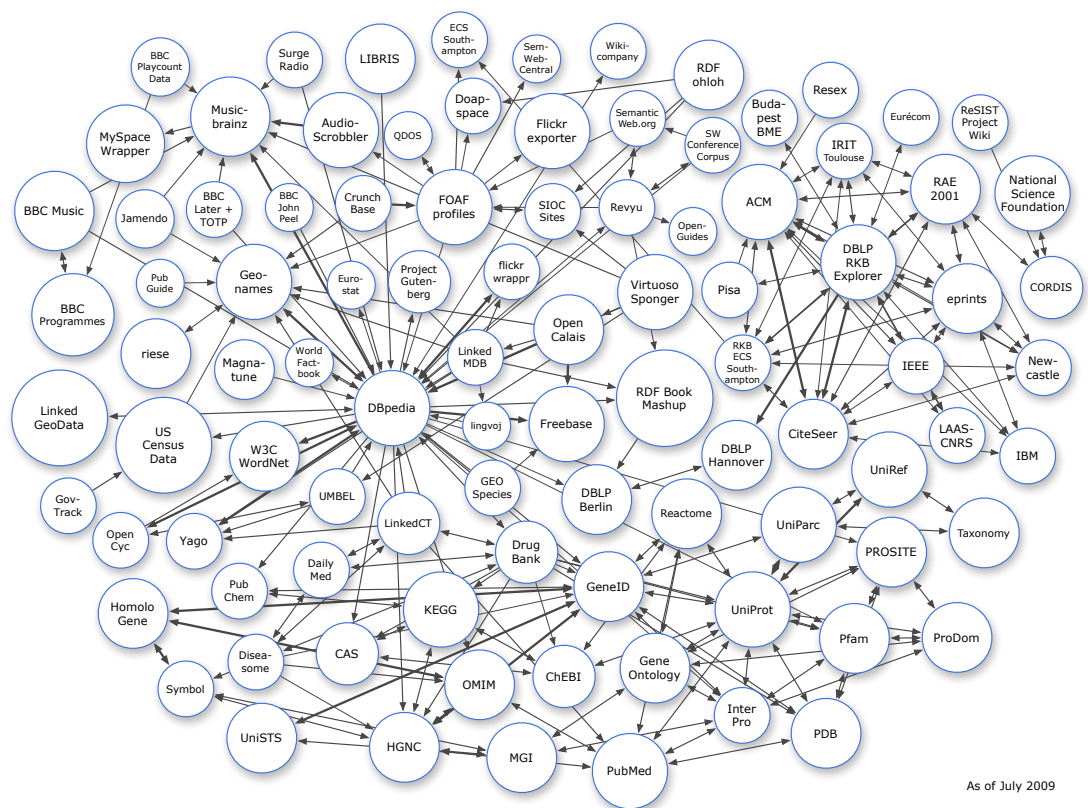 ECS
South-
ampton
Sem-
Web-
Central
Wiki-
company
BBC
Playcount
Data
Surge
Radio
LIBRIS
RDF
ohloh
Resex
Music-
brainz
Doap-
space
Buda-
pest
BME
Eurécom
ReSIST
Project
Wiki
MySpace
Wrapper
Audio-
Scrobbler
QDOS
Flickr
exporter
Semantic
Web.org
SW
Conference
Corpus
IRIT
Toulouse
BBC Music
Jamendo
BBC
Later +
TOTP
BBC
John
Peel
Crunch
Base
FOAF
profiles
SIOC
Sites
Revyu
Open-
Guides
ACM
RAE
2001
National
Science
Foundation
DBLP
RKB
Explorer
Pub
Guide
Geo-
names
Euro-
stat
Project
Guten-
berg
flickr
wrappr
Virtuoso
Sponger
Pisa
eprints
CORDIS
BBC
Programmes
riese
Open
Calais
Magna-
tune
World
Fact-
book
Linked
MDB
RKB
ECS
South-
ampton
IEEE
New-
castle
DBpedia
RDF Book
Mashup
Linked
GeoData
US
Census
Data
lingvoj
Freebase
CiteSeer
LAAS-
CNRS
IBM
W3C
WordNet
DBLP
Hannover
UniRef
Gov-
Track
UMBEL
GEO
Species
DBLP
Berlin
Reactome
UniParc
Taxonomy
Open
Cyc
Yago
LinkedCT
Drug
Bank
PROSITE
Daily
Med
Pub
Chem
GeneID
Homolo
Gene
KEGG
UniProt
Pfam
ProDom
Disea-
some
CAS
Symbol
OMIM
ChEBI
Gene
Ontology
Inter
Pro
UniSTS
HGNC
MGI
PubMed
PDB
As of July 2009